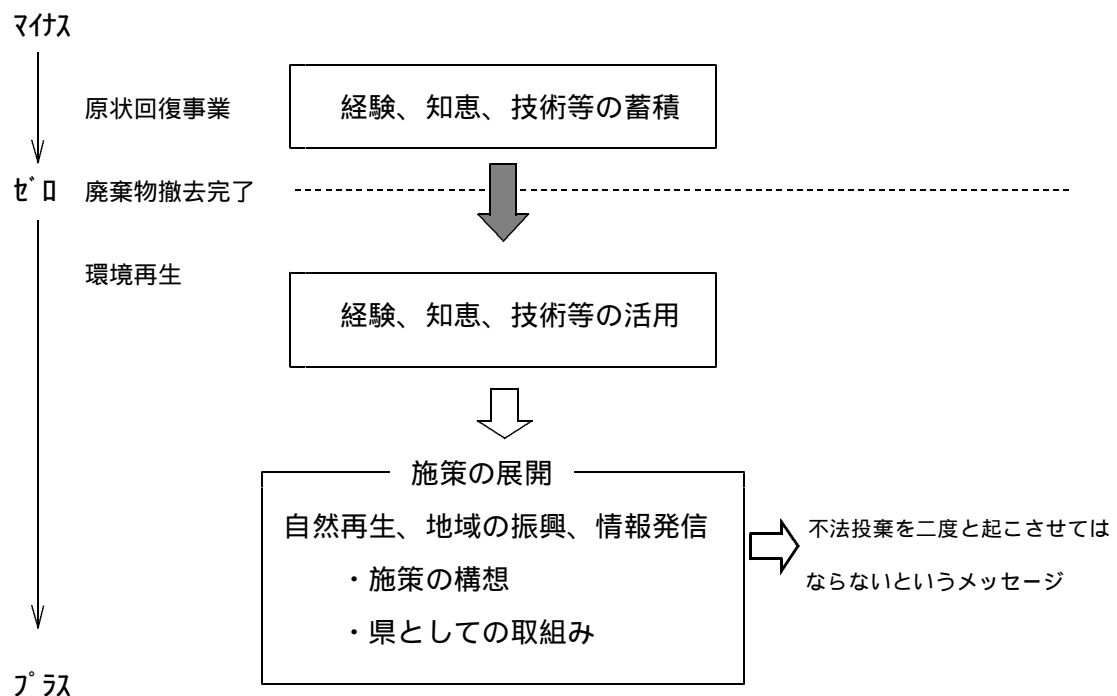 マイナス
原状回復事業
経験、知恵、技術等の蓄積
ゼロ 廃棄物撤去完了
環境再生
経験、知恵、技術等の活用
施策の展開
自然再生、地域の振興、情報発信
・施策の構想
・県としての取組み
不法投棄を二度と起こさせては
ならないというメッセージ
プラス